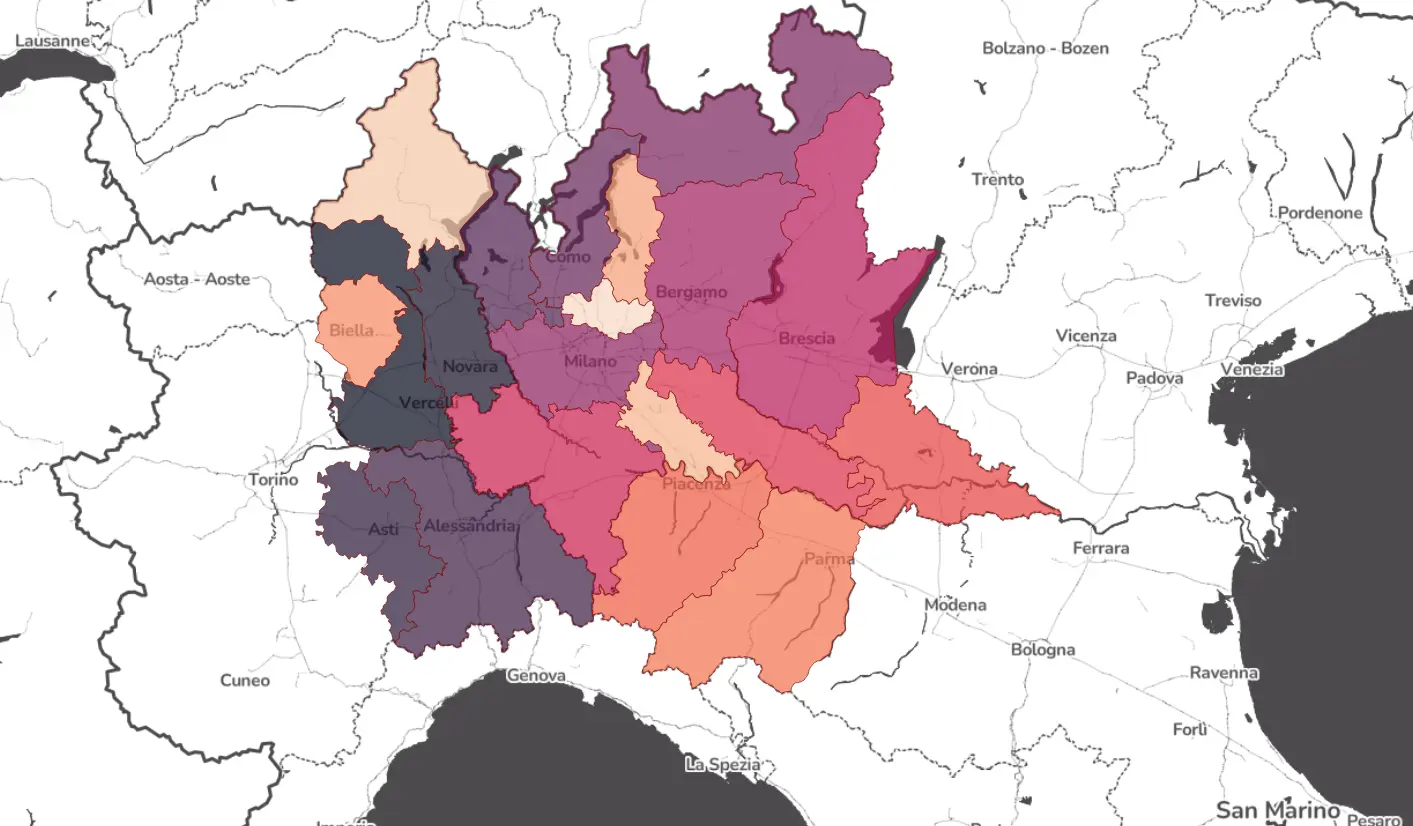 Lausanne
Bolzano - Bozen
Trento
Pordenone
Aosta - Aoste
Como
Bergamo
Treviso
Biella
Milano
Brescia
Vicenza
Novara
Verona
Padova
Venezia
Vercelli
Torino
Piacenza
Asti
Alessandria
Ferrara
Parma
Modena
Bologna
Cuneo
Genova
Ravenna
Forlì
La Spezia
San Marino
Pesaro